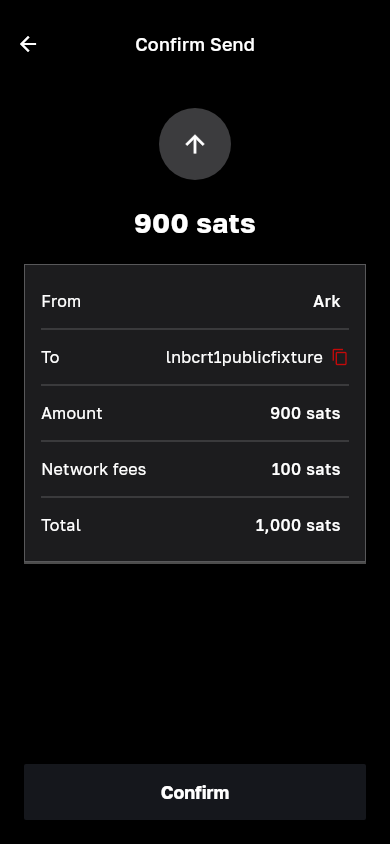 Confirm Send
900 sats
From Ark
To lnbcrt1publicfixture
Amount 900 sats
Network fees 100 sats
Total 1,000 sats
Confirm